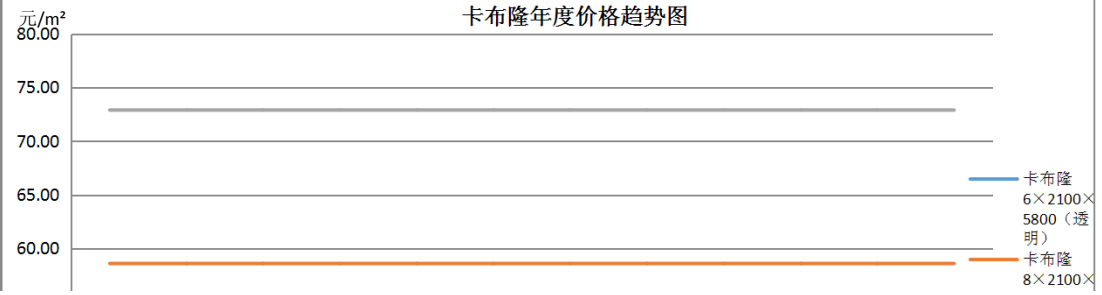 卡布隆年度价格趋势图
元/m²
80.00
75.00
70.00
65.00
60.00
卡布隆
6×2100×
5800（透
明）
卡布隆
8×2100×